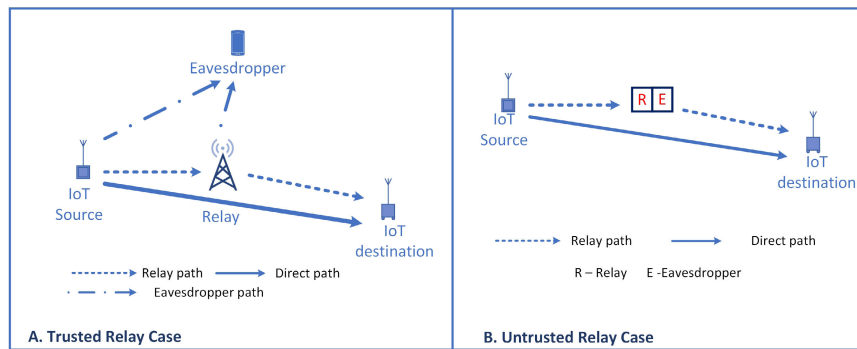 Eavesdropper
IoT
Source
Relay
IoT
destination
Relay path
Direct path
Eavesdropper path
A. Trusted Relay Case
IoT
Source
R E
IoT
destination
Relay path
Direct path
R – Relay E -Eavesdropper
B. Untrusted Relay Case